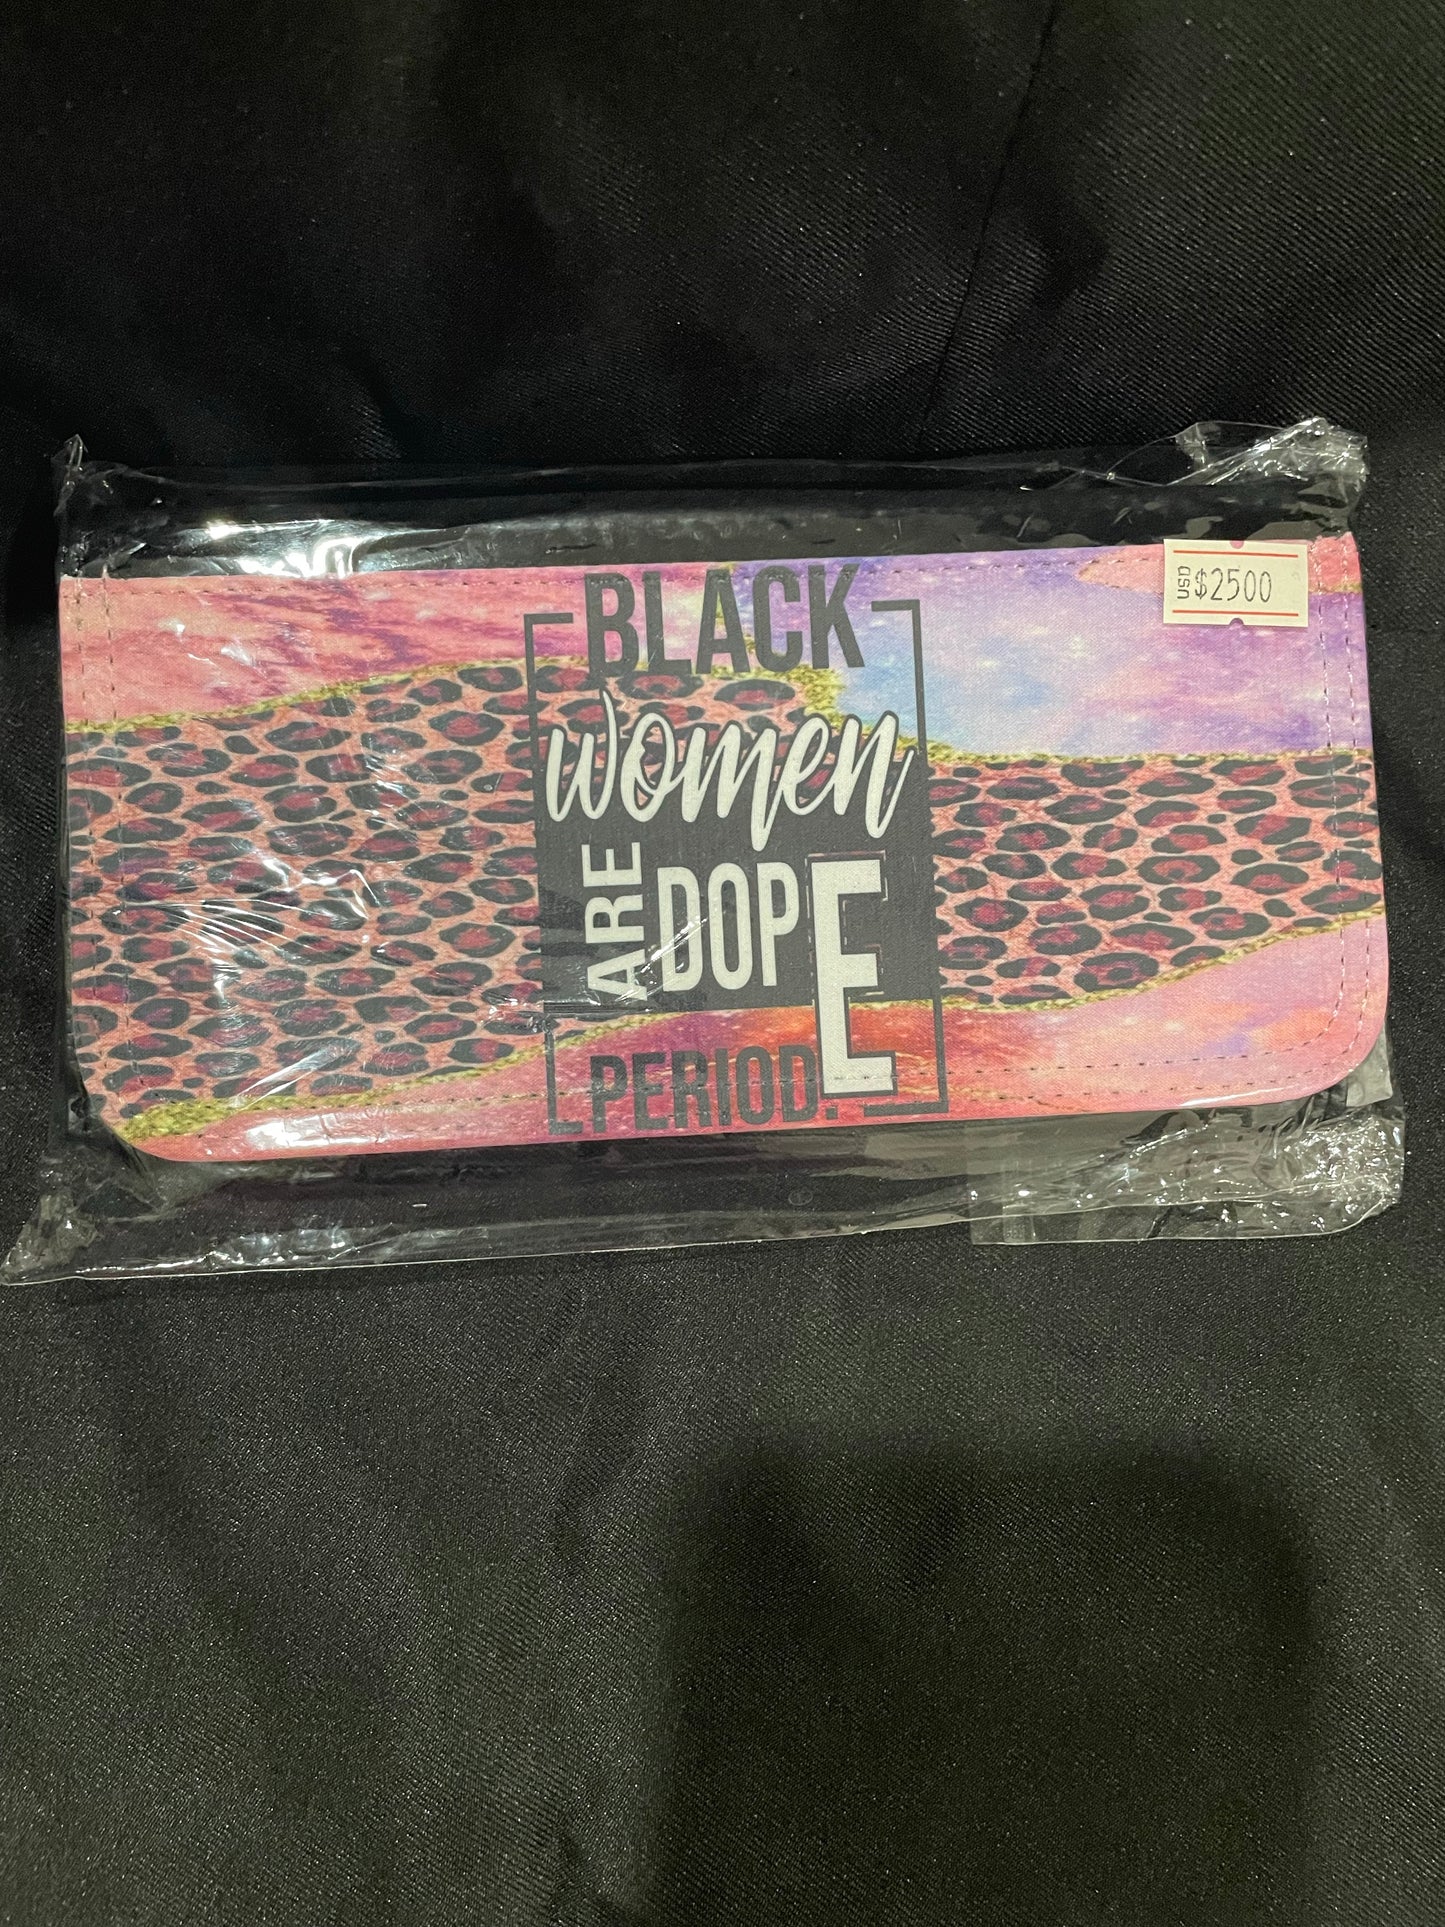 BLACK
women
ARE DOPE
PERIOD.
USD $2500